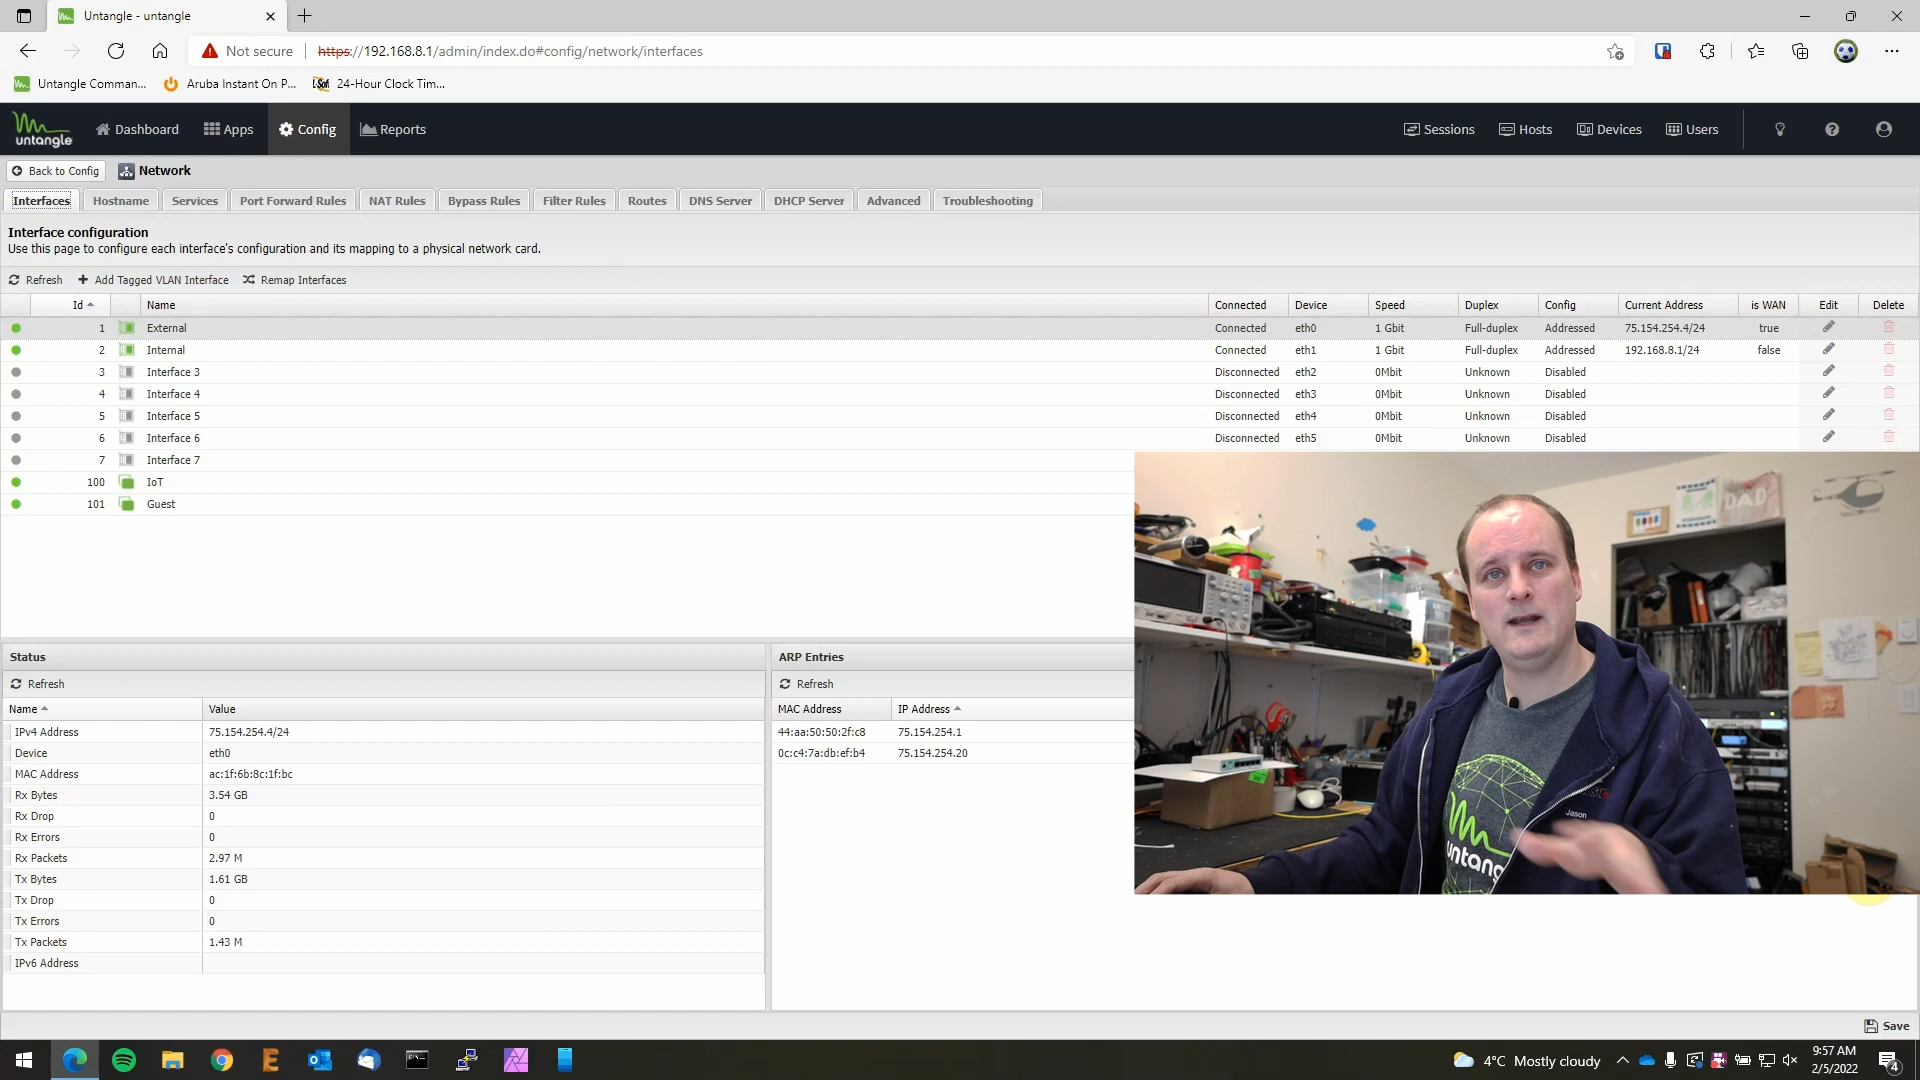 Untangle - untangle
Not secure
https://192.168.8.1/admin/index.do#config/network/interfaces
Untangle Comman...
Aruba Instant On P...
24-Hour Clock Tim...
untangle
Dashboard
Apps
Config
Reports
Sessions
Hosts
Devices
Users
Back to Config
Network
Interfaces
Hostname
Services
Port Forward Rules
NAT Rules
Bypass Rules
Filter Rules
Routes
DNS Server
DHCP Server
Advanced
Troubleshooting
Interface configuration
Use this page to configure each interface's configuration and its mapping to a physical network card.
Refresh
Add Tagged VLAN Interface
Remap Interfaces
Id Name Connected Device Speed Duplex Config Current Address is WAN Edit Delete
1 External Connected eth0 1 Gbit Full-duplex Addressed 75.154.254.4/24 true
2 Internal Connected eth1 1 Gbit Full-duplex Addressed 192.168.8.1/24 false
3 Interface 3 Disconnected eth2 0Mbit Unknown Disabled
4 Interface 4 Disconnected eth3 0Mbit Unknown Disabled
5 Interface 5 Disconnected eth4 0Mbit Unknown Disabled
6 Interface 6 Disconnected eth5 0Mbit Unknown Disabled
7 Interface 7
100 IoT
101 Guest
Status
Refresh
Name Value
IPv4 Address 75.154.254.4/24
Device eth0
MAC Address ac:1f:6b:8c:1f:bc
Rx Bytes 3.54 GB
Rx Drop 0
Rx Errors 0
Rx Packets 2.97 M
Tx Bytes 1.61 GB
Tx Drop 0
Tx Errors 0
Tx Packets 1.43 M
IPv6 Address
ARP Entries
Refresh
MAC Address IP Address
44:aa:50:50:2f:c8 75.154.254.1
0c:c4:7a:db:ef:b4 75.154.254.20
DAD
Jason
untang
Save
4°C Mostly cloudy
9:57 AM
2/5/2022
4